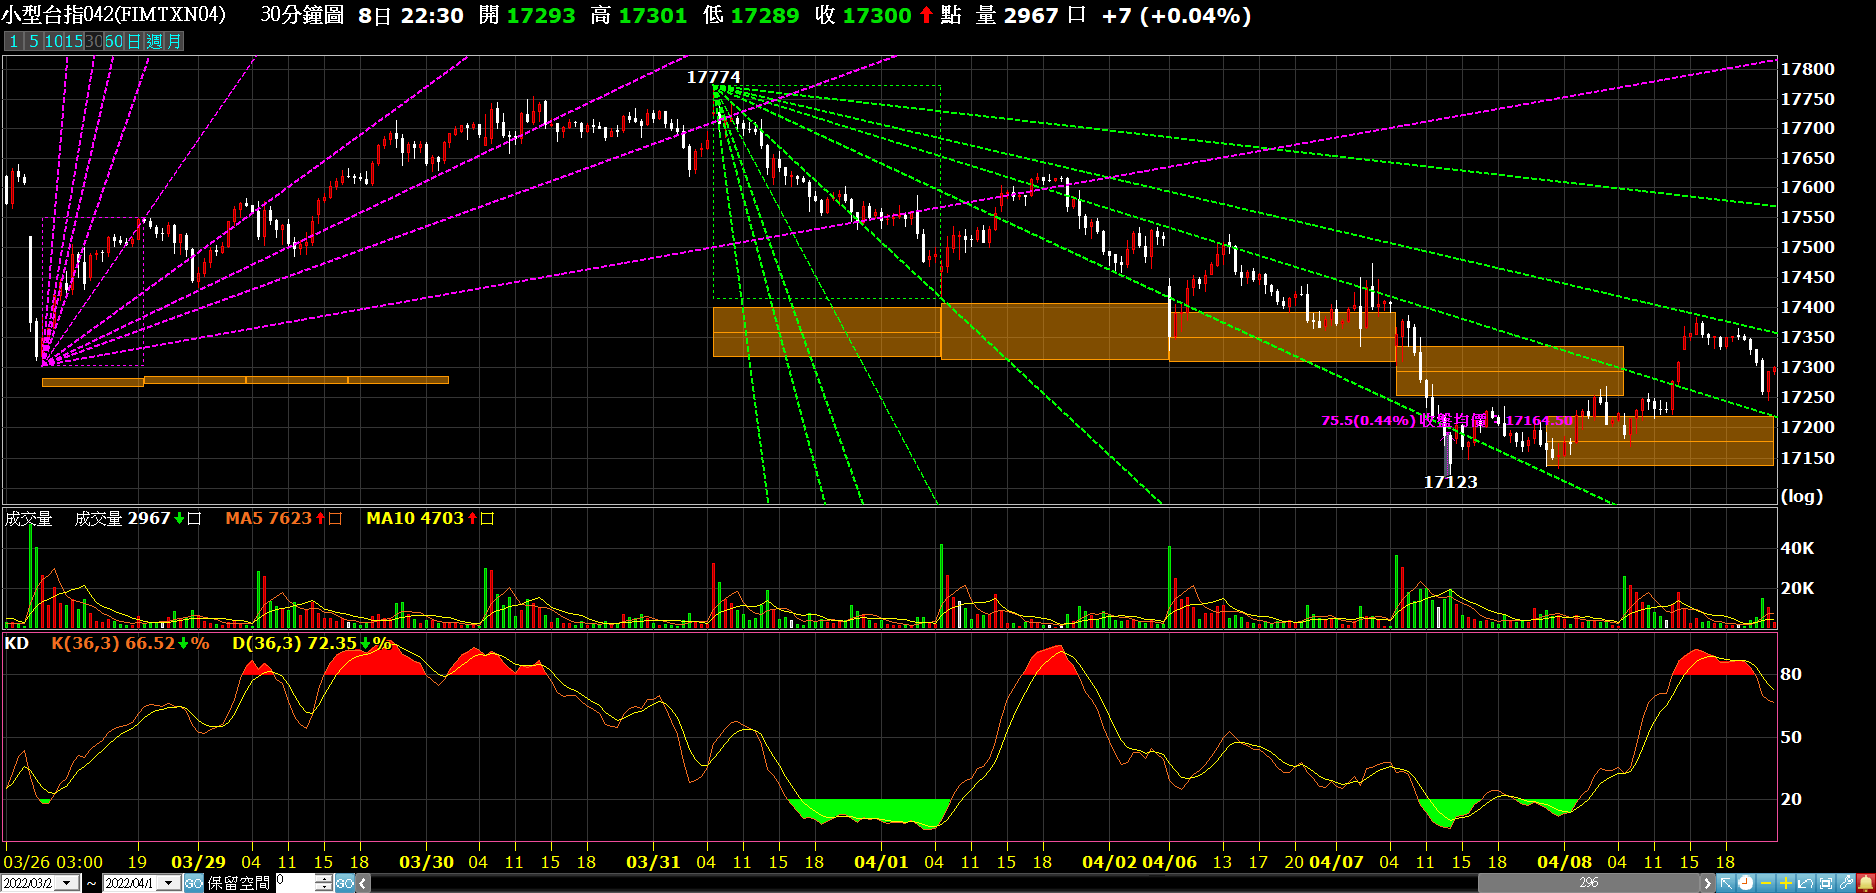 小型台指042(FIMTXN04) 30分鐘圖 8日 22:30 開 17293 高 17301 低 17289 收 17300 點 量 2967 口 +7 (+0.04%)
1 5 10 15 30 60 日 週 月
17774
17800
17750
17700
17650
17600
17550
17500
17450
17400
17350
17300
17250
17200
17150
(log)
75.5(0.44%) 收盤均價 17164.50
17123
成交量 成交量 2967 口 MA5 7623 口 MA10 4703 口
40K
20K
KD K(36,3) 66.52 % D(36,3) 72.35 %
80
50
20
03/26 03:00 19 03/29 04 11 15 18 03/30 04 11 15 18 03/31 04 11 15 18 04/01 04 11 15 18 04/02 04/06 13 17 20 04/07 04 11 15 18 04/08 04 11 15 18
2022/03/2 ~ 2022/04/1 GO 保留空間 0 GO 296